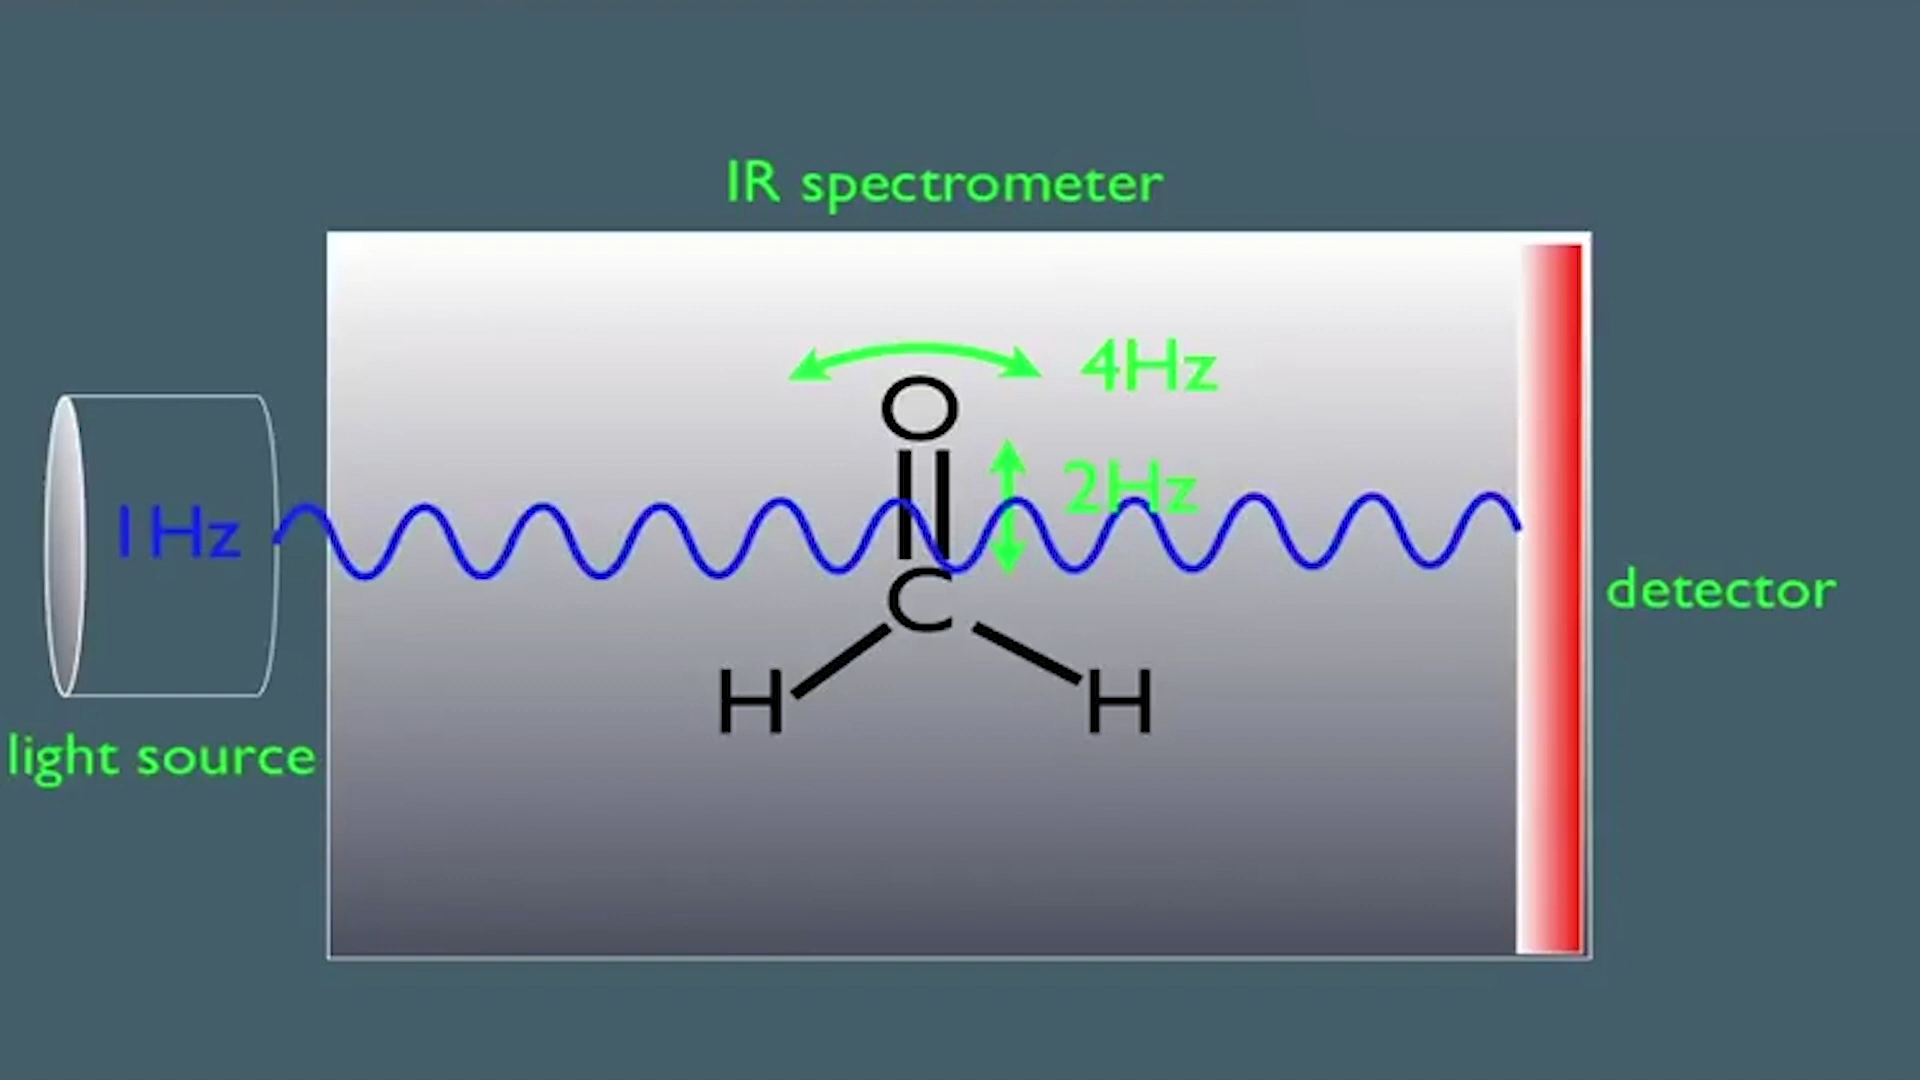 IR spectrometer
4Hz
O
2Hz
1Hz
C
detector
H H
light source